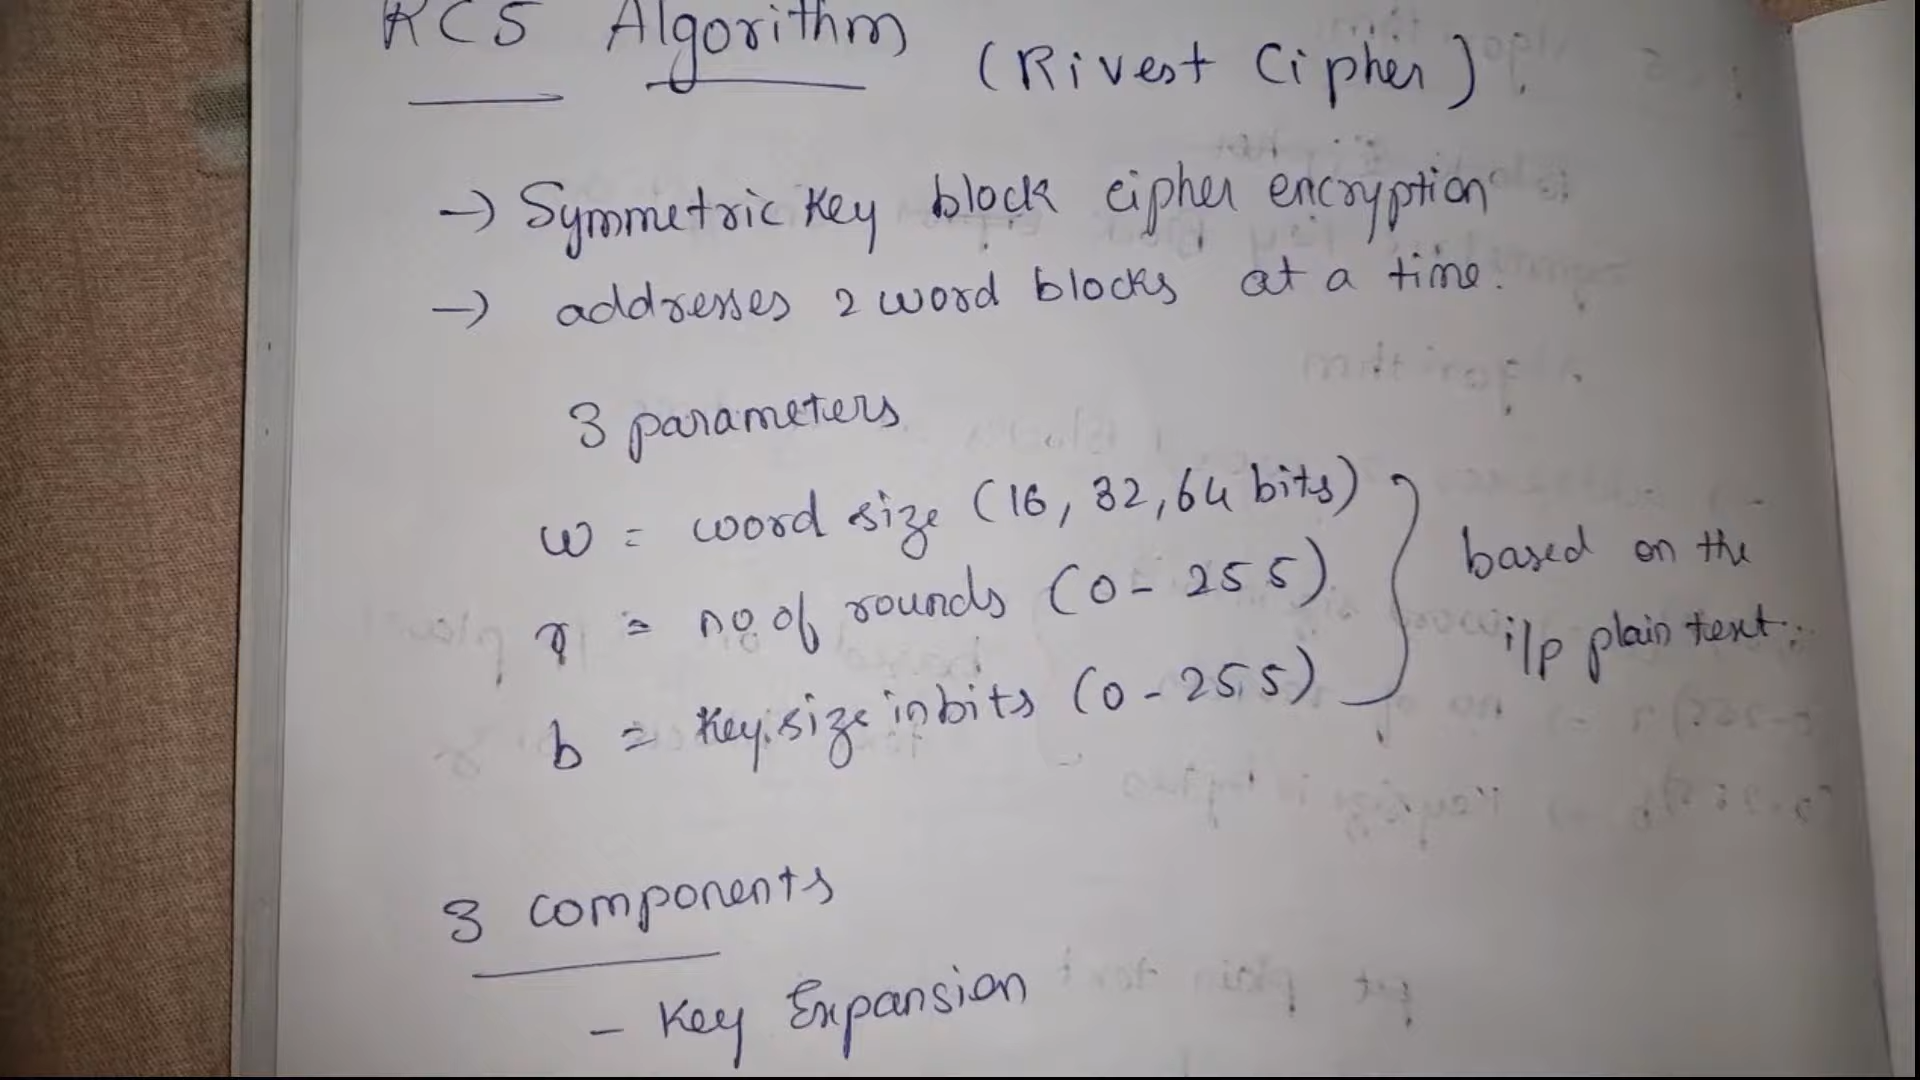 RC5 Algorithm (Rivest Cipher)
→ Symmetric Key block cipher encryption
→ addresses 2 word blocks at a time.
3 parameters
w = word size (16, 32, 64 bits)
r = no of rounds (0 - 255)
b = key size in bits (0 - 255)
based on the
i/p plain text.
3 components
- Key Expansion